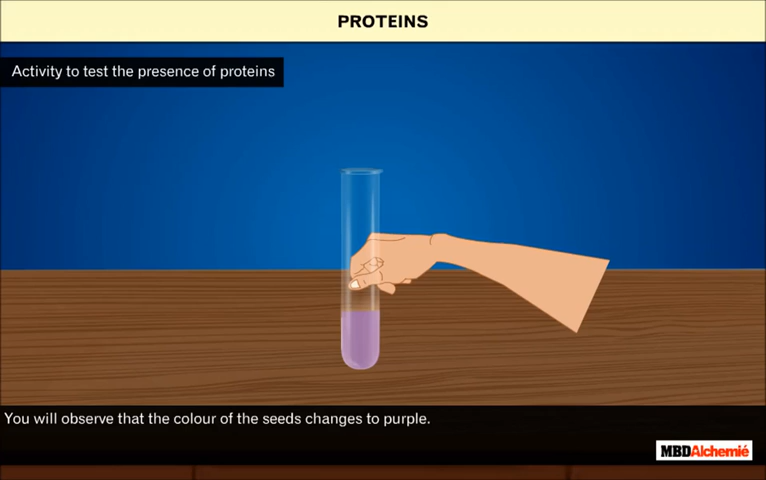 PROTEINS
Activity to test the presence of proteins
You will observe that the colour of the seeds changes to purple.
MBDAlchemié